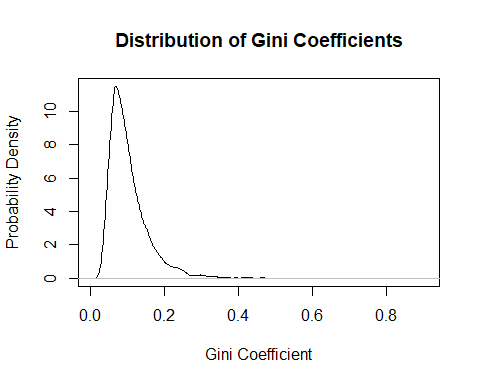 Distribution of Gini Coefficients
Probability Density
0 2 4 6 8 10
0.0 0.2 0.4 0.6 0.8
Gini Coefficient